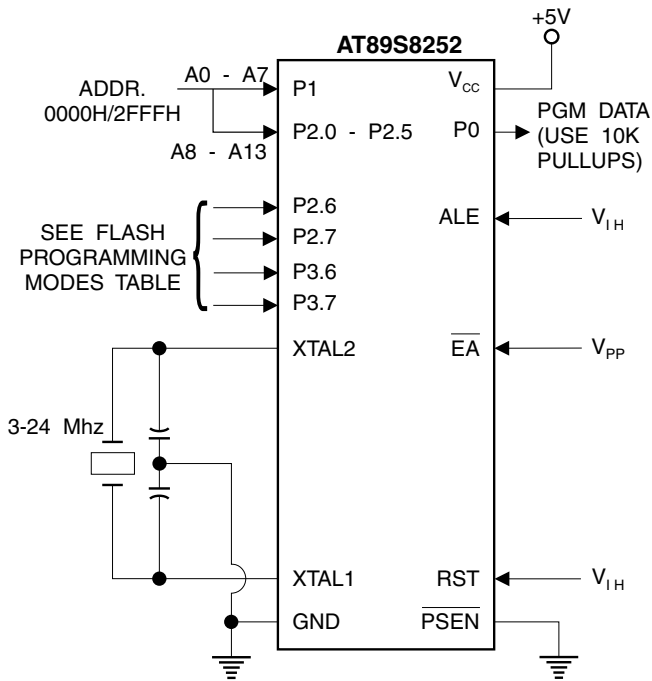 +5V
AT89S8252
ADDR.
0000H/2FFFH
A0 - A7
A8 - A13
P1
P2.0 - P2.5
VCC
P0
PGM DATA
(USE 10K
PULLUPS)
SEE FLASH
PROGRAMMING
MODES TABLE
P2.6
P2.7
P3.6
P3.7
ALE
VIH
XTAL2
EA
VPP
3-24 Mhz
XTAL1
RST
VIH
GND
PSEN